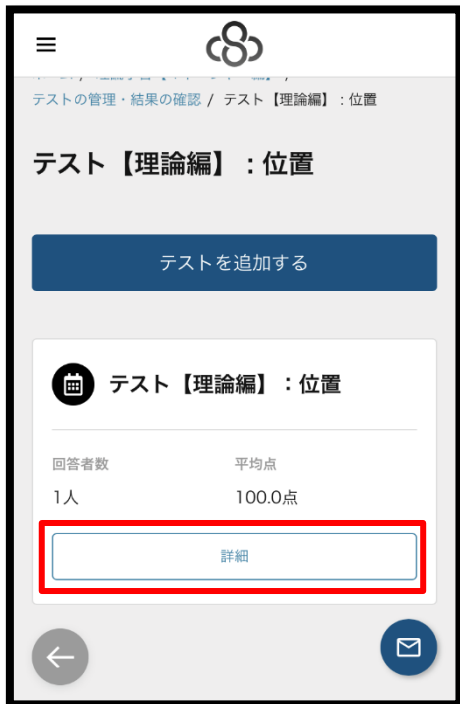 テストの管理・結果の確認 / テスト【理論編】：位置
テスト【理論編】：位置
テストを追加する
テスト【理論編】：位置
回答者数 平均点
1人 100.0点
詳細